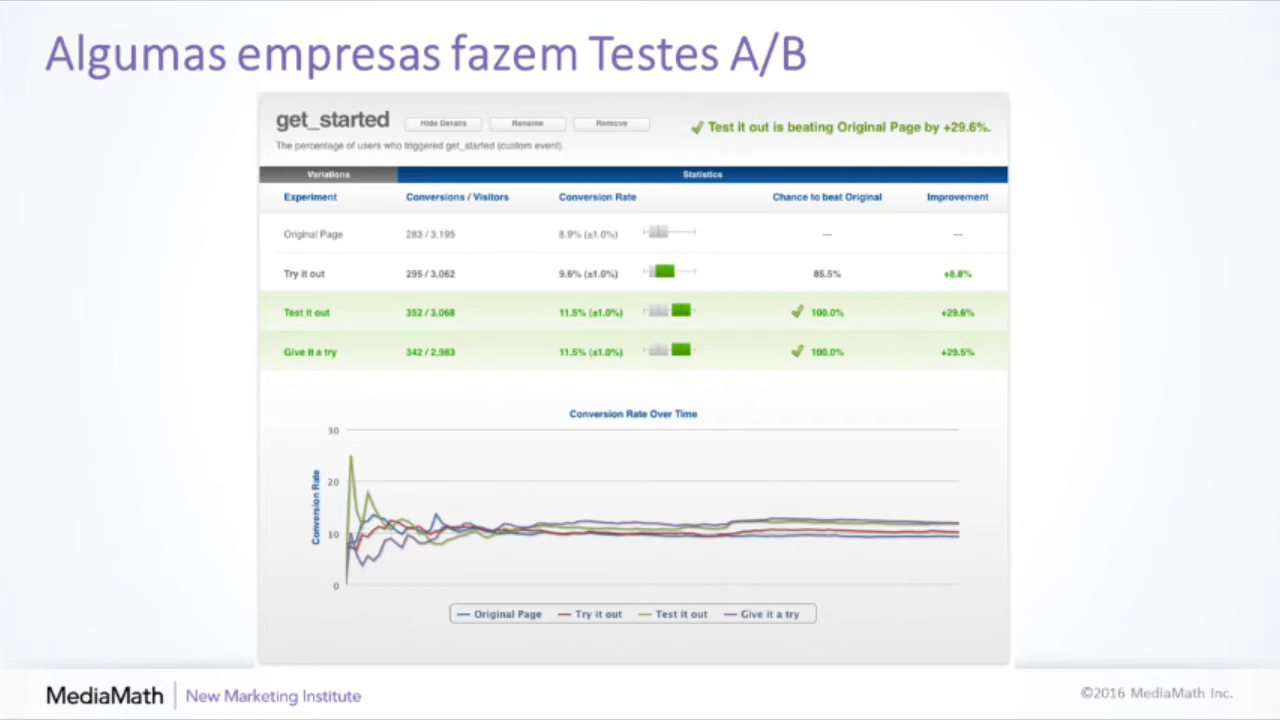 Algumas empresas fazem Testes A/B
get_started Hide Details Rename Remove ✓ Test it out is beating Original Page by +29.6%.
The percentage of users who triggered get_started (custom event).
Variations Statistics
Experiment Conversions / Visitors Conversion Rate Chance to beat Original Improvement
Original Page 283 / 3,195 8.9% (±1.0%) --- ---
Try it out 295 / 3,062 9.6% (±1.0%) 85.5% +8.8%
Test it out 352 / 3,068 11.5% (±1.0%) ✓ 100.0% +29.6%
Give it a try 342 / 2,983 11.5% (±1.0%) ✓ 100.0% +29.5%
Conversion Rate Over Time
30
20
Conversion Rate
10
0
Original Page Try it out Test it out Give it a try
MediaMath New Marketing Institute ©2016 MediaMath Inc.